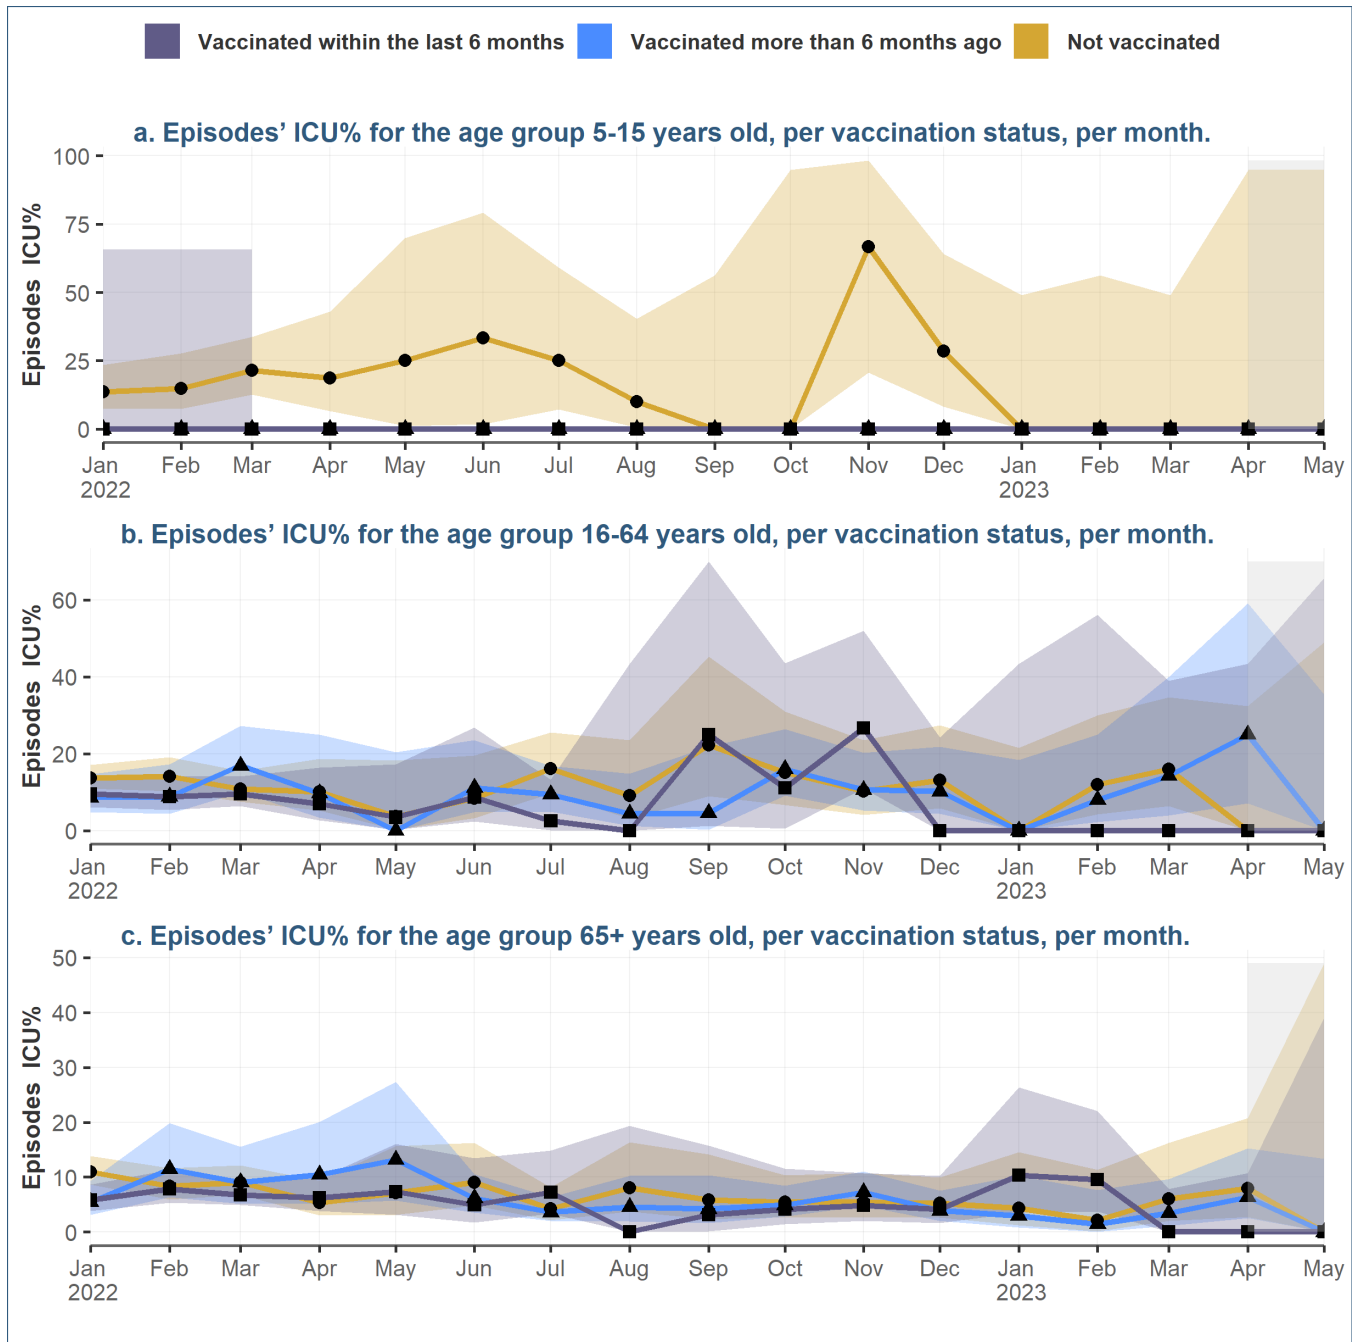 Vaccinated within the last 6 months Vaccinated more than 6 months ago Not vaccinated
a. Episodes’ ICU% for the age group 5-15 years old, per vaccination status, per month.
Episodes ICU%
100
75
50
25
0
Jan Feb Mar Apr May Jun Jul Aug Sep Oct Nov Dec Jan Feb Mar Apr May
2022 2023
b. Episodes’ ICU% for the age group 16-64 years old, per vaccination status, per month.
Episodes ICU%
60
40
20
0
Jan Feb Mar Apr May Jun Jul Aug Sep Oct Nov Dec Jan Feb Mar Apr May
2022 2023
c. Episodes’ ICU% for the age group 65+ years old, per vaccination status, per month.
Episodes ICU%
50
40
30
20
10
0
Jan Feb Mar Apr May Jun Jul Aug Sep Oct Nov Dec Jan Feb Mar Apr May
2022 2023